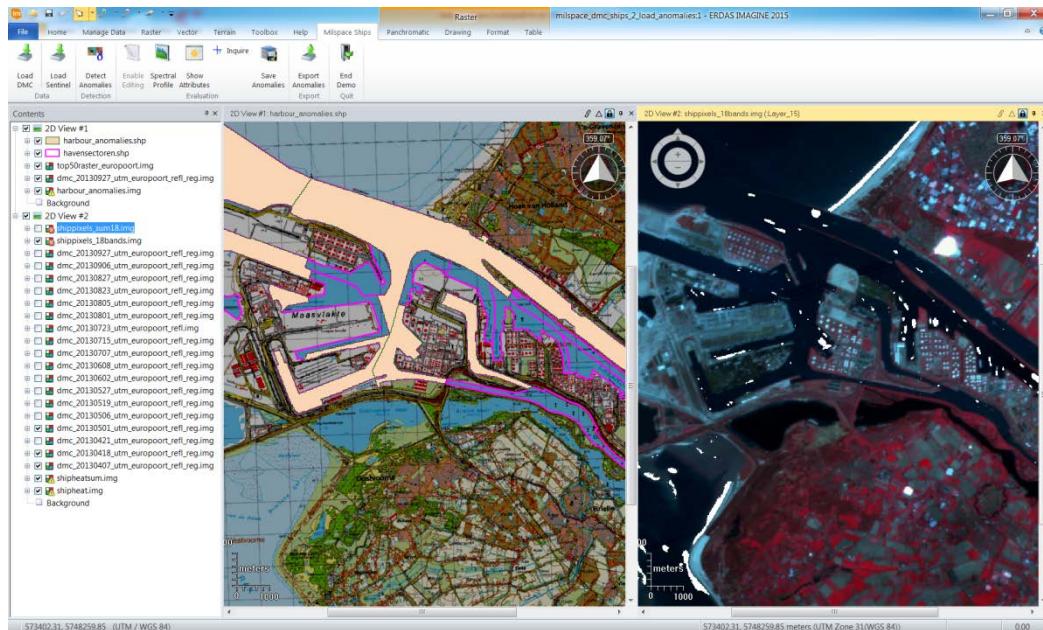 Raster
milspace_dmc_ships_2_load_anomalies:1 - ERDAS IMAGINE 2015
File Home Manage Data Raster Vector Terrain Toolbox Help Milspace Ships Panchromatic Drawing Format Table
Inquire
Load DMC
Load Sentinel
Detect Anomalies
Enable Editing
Spectral Profile
Show Attributes
Save Anomalies
Export Anomalies
End Demo
Data Detection Evaluation Export Quit
Contents
2D View #1
harbour_anomalies.shp
havensectoren.shp
top50raster_europoort.img
dmc_20130927_utm_europoort_refl_reg.img
harbour_anomalies.img
Background
2D View #2
shippixels_sum18.img
shippixels_18bands.img
dmc_20130927_utm_europoort_refl_reg.img
dmc_20130906_utm_europoort_refl_reg.img
dmc_20130827_utm_europoort_refl_reg.img
dmc_20130823_utm_europoort_refl_reg.img
dmc_20130805_utm_europoort_refl_reg.img
dmc_20130801_utm_europoort_refl_reg.img
dmc_20130723_utm_europoort_refl.img
dmc_20130715_utm_europoort_refl_reg.img
dmc_20130707_utm_europoort_refl_reg.img
dmc_20130608_utm_europoort_refl_reg.img
dmc_20130602_utm_europoort_refl_reg.img
dmc_20130527_utm_europoort_refl_reg.img
dmc_20130519_utm_europoort_refl_reg.img
dmc_20130506_utm_europoort_refl_reg.img
dmc_20130501_utm_europoort_refl_reg.img
dmc_20130421_utm_europoort_refl_reg.img
dmc_20130418_utm_europoort_refl_reg.img
dmc_20130407_utm_europoort_refl_reg.img
shipheatsum.img
shipheat.img
Background
2D View #1: harbour_anomalies.shp
359.07°
Hoek van Holland
Maasvlakte
Oostvoorne
Brielle
meters
0 1000
2D View #2: shippixels_18bands.img (:Layer_15)
359.07°
meters
0 1000
573402.31, 5748259.85 (UTM / WGS 84)
573402.31, 5748259.85 meters (UTM Zone 31(WGS 84))
0.00